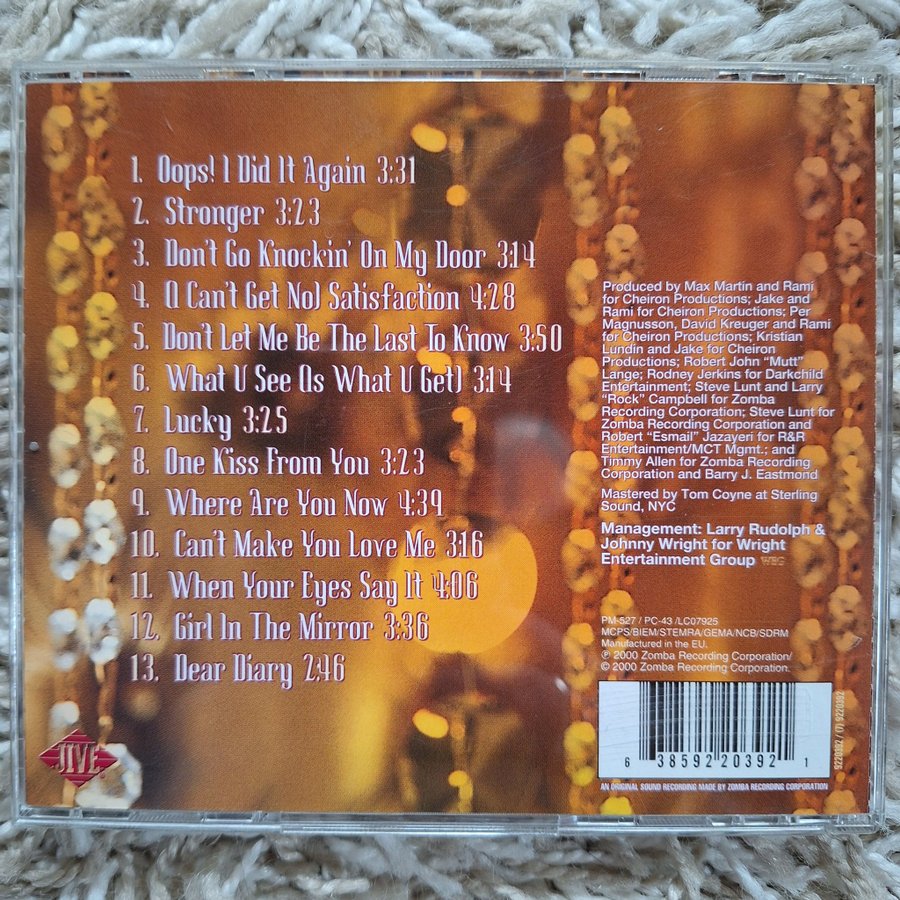 1. Oops! I Did It Again 3:31
2. Stronger 3:23
3. Don't Go Knockin' On My Door 3:14
4. (I Can't Get No) Satisfaction 4:28
5. Don't Let Me Be The Last To Know 3:50
6. What U See (Is What U Get) 3:14
7. Lucky 3:25
8. One Kiss From You 3:23
9. Where Are You Now 4:39
10. Can't Make You Love Me 3:16
11. When Your Eyes Say It 4:06
12. Girl In The Mirror 3:36
13. Dear Diary 2:46
Produced by Max Martin and Rami
for Cheiron Productions; Jake and
Rami for Cheiron Productions; Per
Magnusson, David Kreuger and Rami
for Cheiron Productions; Kristian
Lundin and Jake for Cheiron
Productions; Robert John “Mutt”
Lange; Rodney Jerkins for Darkchild
Entertainment; Steve Lunt and Larry
“Rock” Campbell for Zomba
Recording Corporation; Steve Lunt for
Zomba Recording Corporation and
Robert “Esmail” Jazayeri for R&R
Entertainment/MCT Mgmt.; and
Timmy Allen for Zomba Recording
Corporation and Barry J. Eastmond
Mastered by Tom Coyne at Sterling
Sound, NYC
Management: Larry Rudolph &
Johnny Wright for Wright
Entertainment Group WEG
PM-527 / PC-43 /LC07925
MCPS/BIEM/STEMRA/GEMA/NCB/SDRM
Manufactured in the EU.
℗ 2000 Zomba Recording Corporation/
© 2000 Zomba Recording Corporation.
6 38592 20392 1
9220392 / (T) 9220392
AN ORIGINAL SOUND RECORDING MADE BY ZOMBA RECORDING CORPORATION
JIVE